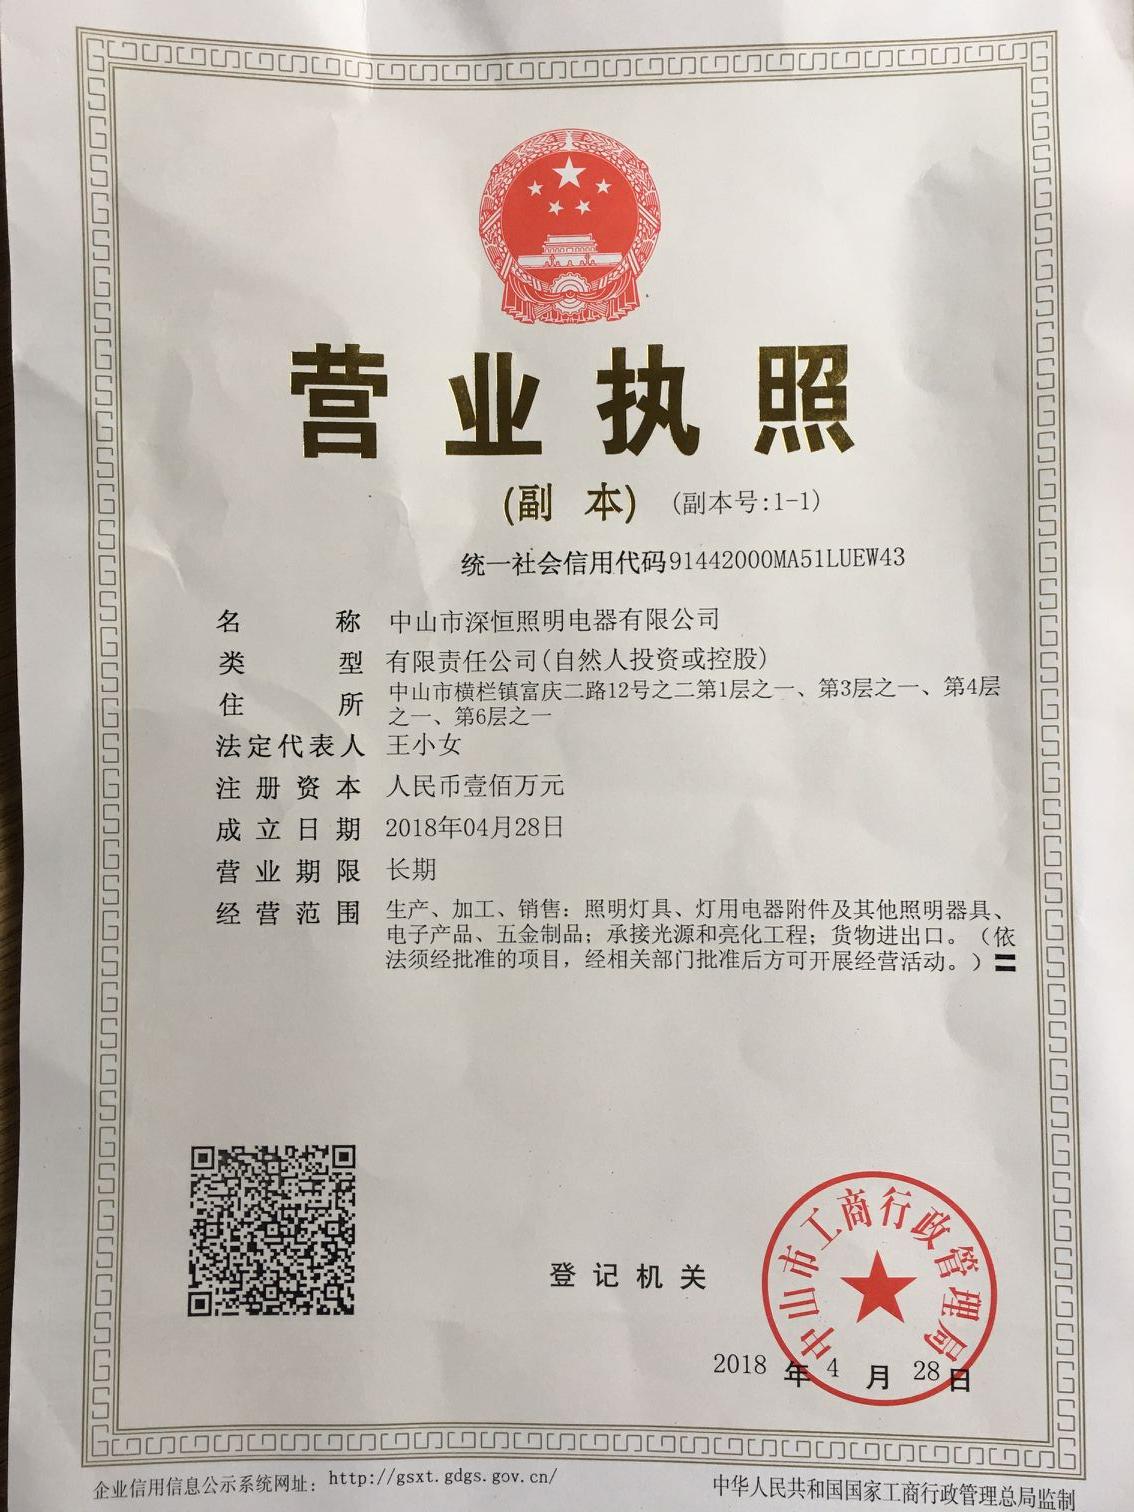 营业执照
(副 本) (副本号:1-1)
统一社会信用代码91442000MA51LUEW43
名 称 中山市深恒照明电器有限公司
类 型 有限责任公司(自然人投资或控股)
住 所 中山市横栏镇富庆二路12号之二第1层之一、第3层之一、第4层
之一、第6层之一
法定代表人 王小女
注册资本 人民币壹佰万元
成立日期 2018年04月28日
营业期限 长期
经营范围 生产、加工、销售：照明灯具、灯用电器附件及其他照明器具、
电子产品、五金制品；承接光源和亮化工程；货物进出口。（依
法须经批准的项目，经相关部门批准后方可开展经营活动。）〓
登记机关
中山市工商行政管理局
2018 年 4 月 28 日
企业信用信息公示系统网址：http://gsxt.gdgs.gov.cn/
中华人民共和国国家工商行政管理总局监制